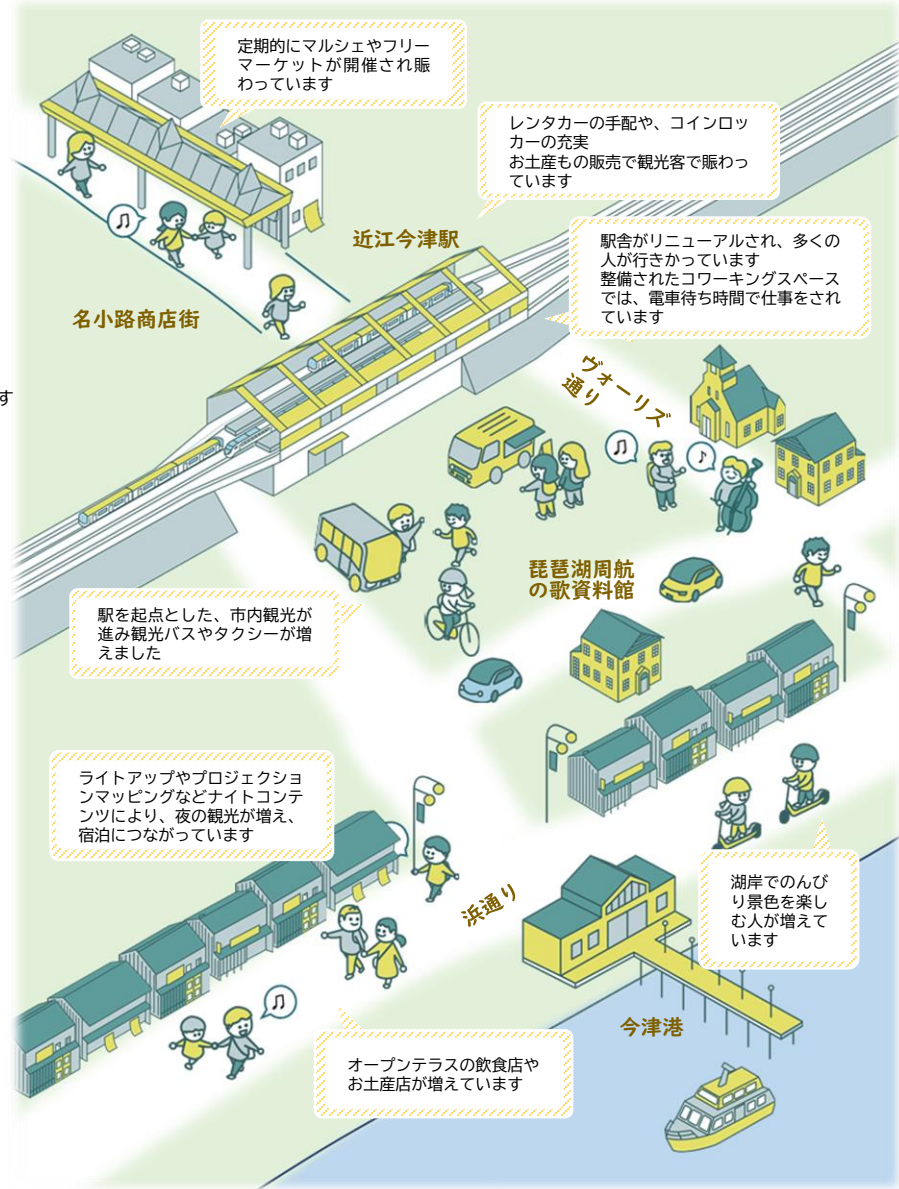 定期的にマルシェやフリー
マーケットが開催され賑
わっています
レンタカーの手配や、コインロッ
カーの充実
お土産もの販売で観光客で賑わっ
ています
近江今津駅
駅舎がリニューアルされ、多くの
人が行きかっています
整備されたコワーキングスペース
では、電車待ち時間で仕事をされ
ています
名小路商店街
す
ヴォーリズ
通り
琵琶湖周航
の歌資料館
駅を起点とした、市内観光が
進み観光バスやタクシーが増
えました
ライトアップやプロジェクショ
ンマッピングなどナイトコンテ
ンツにより、夜の観光が増え、
宿泊につながっています
浜通り
湖岸でのんび
り景色を楽し
む人が増えて
います
今津港
オープンテラスの飲食店や
お土産店が増えています